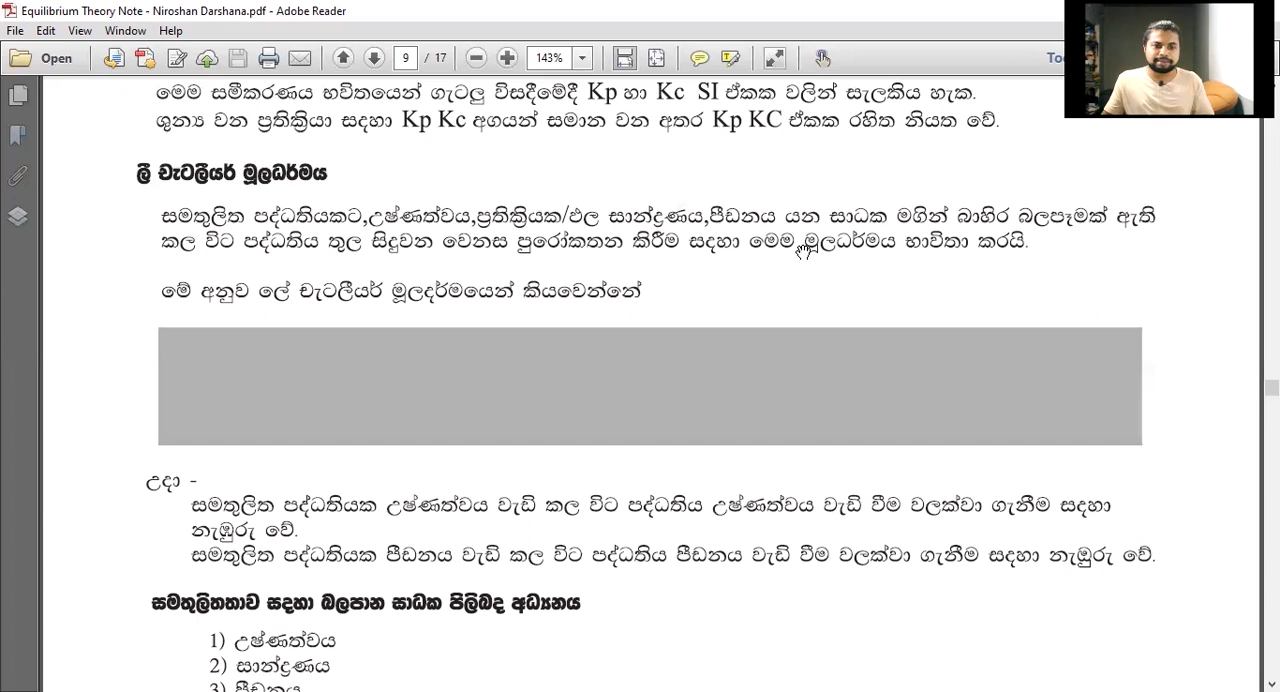 Equilibrium Theory Note - Niroshan Darshana.pdf - Adobe Reader
File Edit View Window Help
Open 9 / 17 143%
මෙම සමීකරණය භවිතයෙන් ගැටලු විසදීමේදී Kp හා Kc SI ඒකක වලින් සැලකිය හැක.
ශුන්‍ය වන ප්‍රතික්‍රියා සඳහා Kp Kc අගයන් සමාන වන අතර Kp KC ඒකක රහිත නියත වේ.
ලී චැටලීයර් මූලධර්මය
සමතුලිත පද්ධතියකට,උෂ්ණත්වය,ප්‍රතික්‍රියක/ඵල සාන්ද්‍රණය,පීඩනය යන සාධක මගින් බාහිර බලපෑමක් ඇති
කල විට පද්ධතිය තුල සිදුවන වෙනස පුරෝකතන කිරීම සදහා මෙම මූලධර්මය භාවිතා කරයි.
මේ අනුව ලේ චැටලීයර් මූලදර්මයෙන් කියවෙන්නේ
උදා -
සමතුලිත පද්ධතියක උෂ්ණත්වය වැඩි කල විට පද්ධතිය උෂ්ණත්වය වැඩි වීම වලක්වා ගැනීම සදහා
නැඹුරු වේ.
සමතුලිත පද්ධතියක පීඩනය වැඩි කල විට පද්ධතිය පීඩනය වැඩි වීම වලක්වා ගැනීම සදහා නැඹුරු වේ.
සමතුලිතතාව සදහා බලපාන සාධක පිලිබද අධ්‍යනය
1) උෂ්ණත්වය
2) සාන්ද්‍රණය
3) පීඩනය